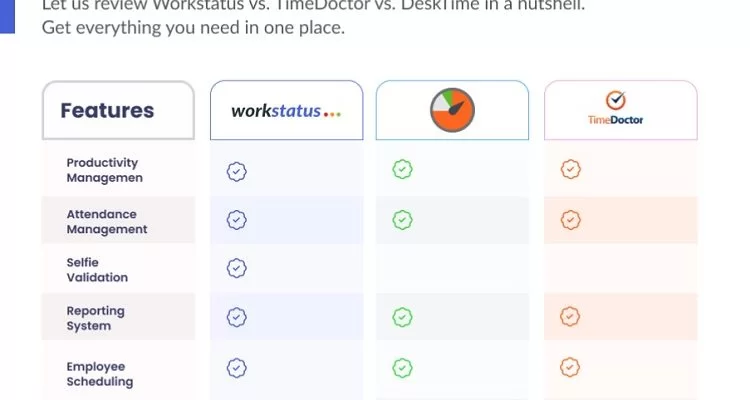 Let us review Workstatus vs. TimeDoctor vs. DeskTime in a nutshell.
Get everything you need in one place.
Features
workstatus
TimeDoctor
Productivity
Managemen
Attendance
Management
Selfie
Validation
Reporting
System
Employee
Scheduling